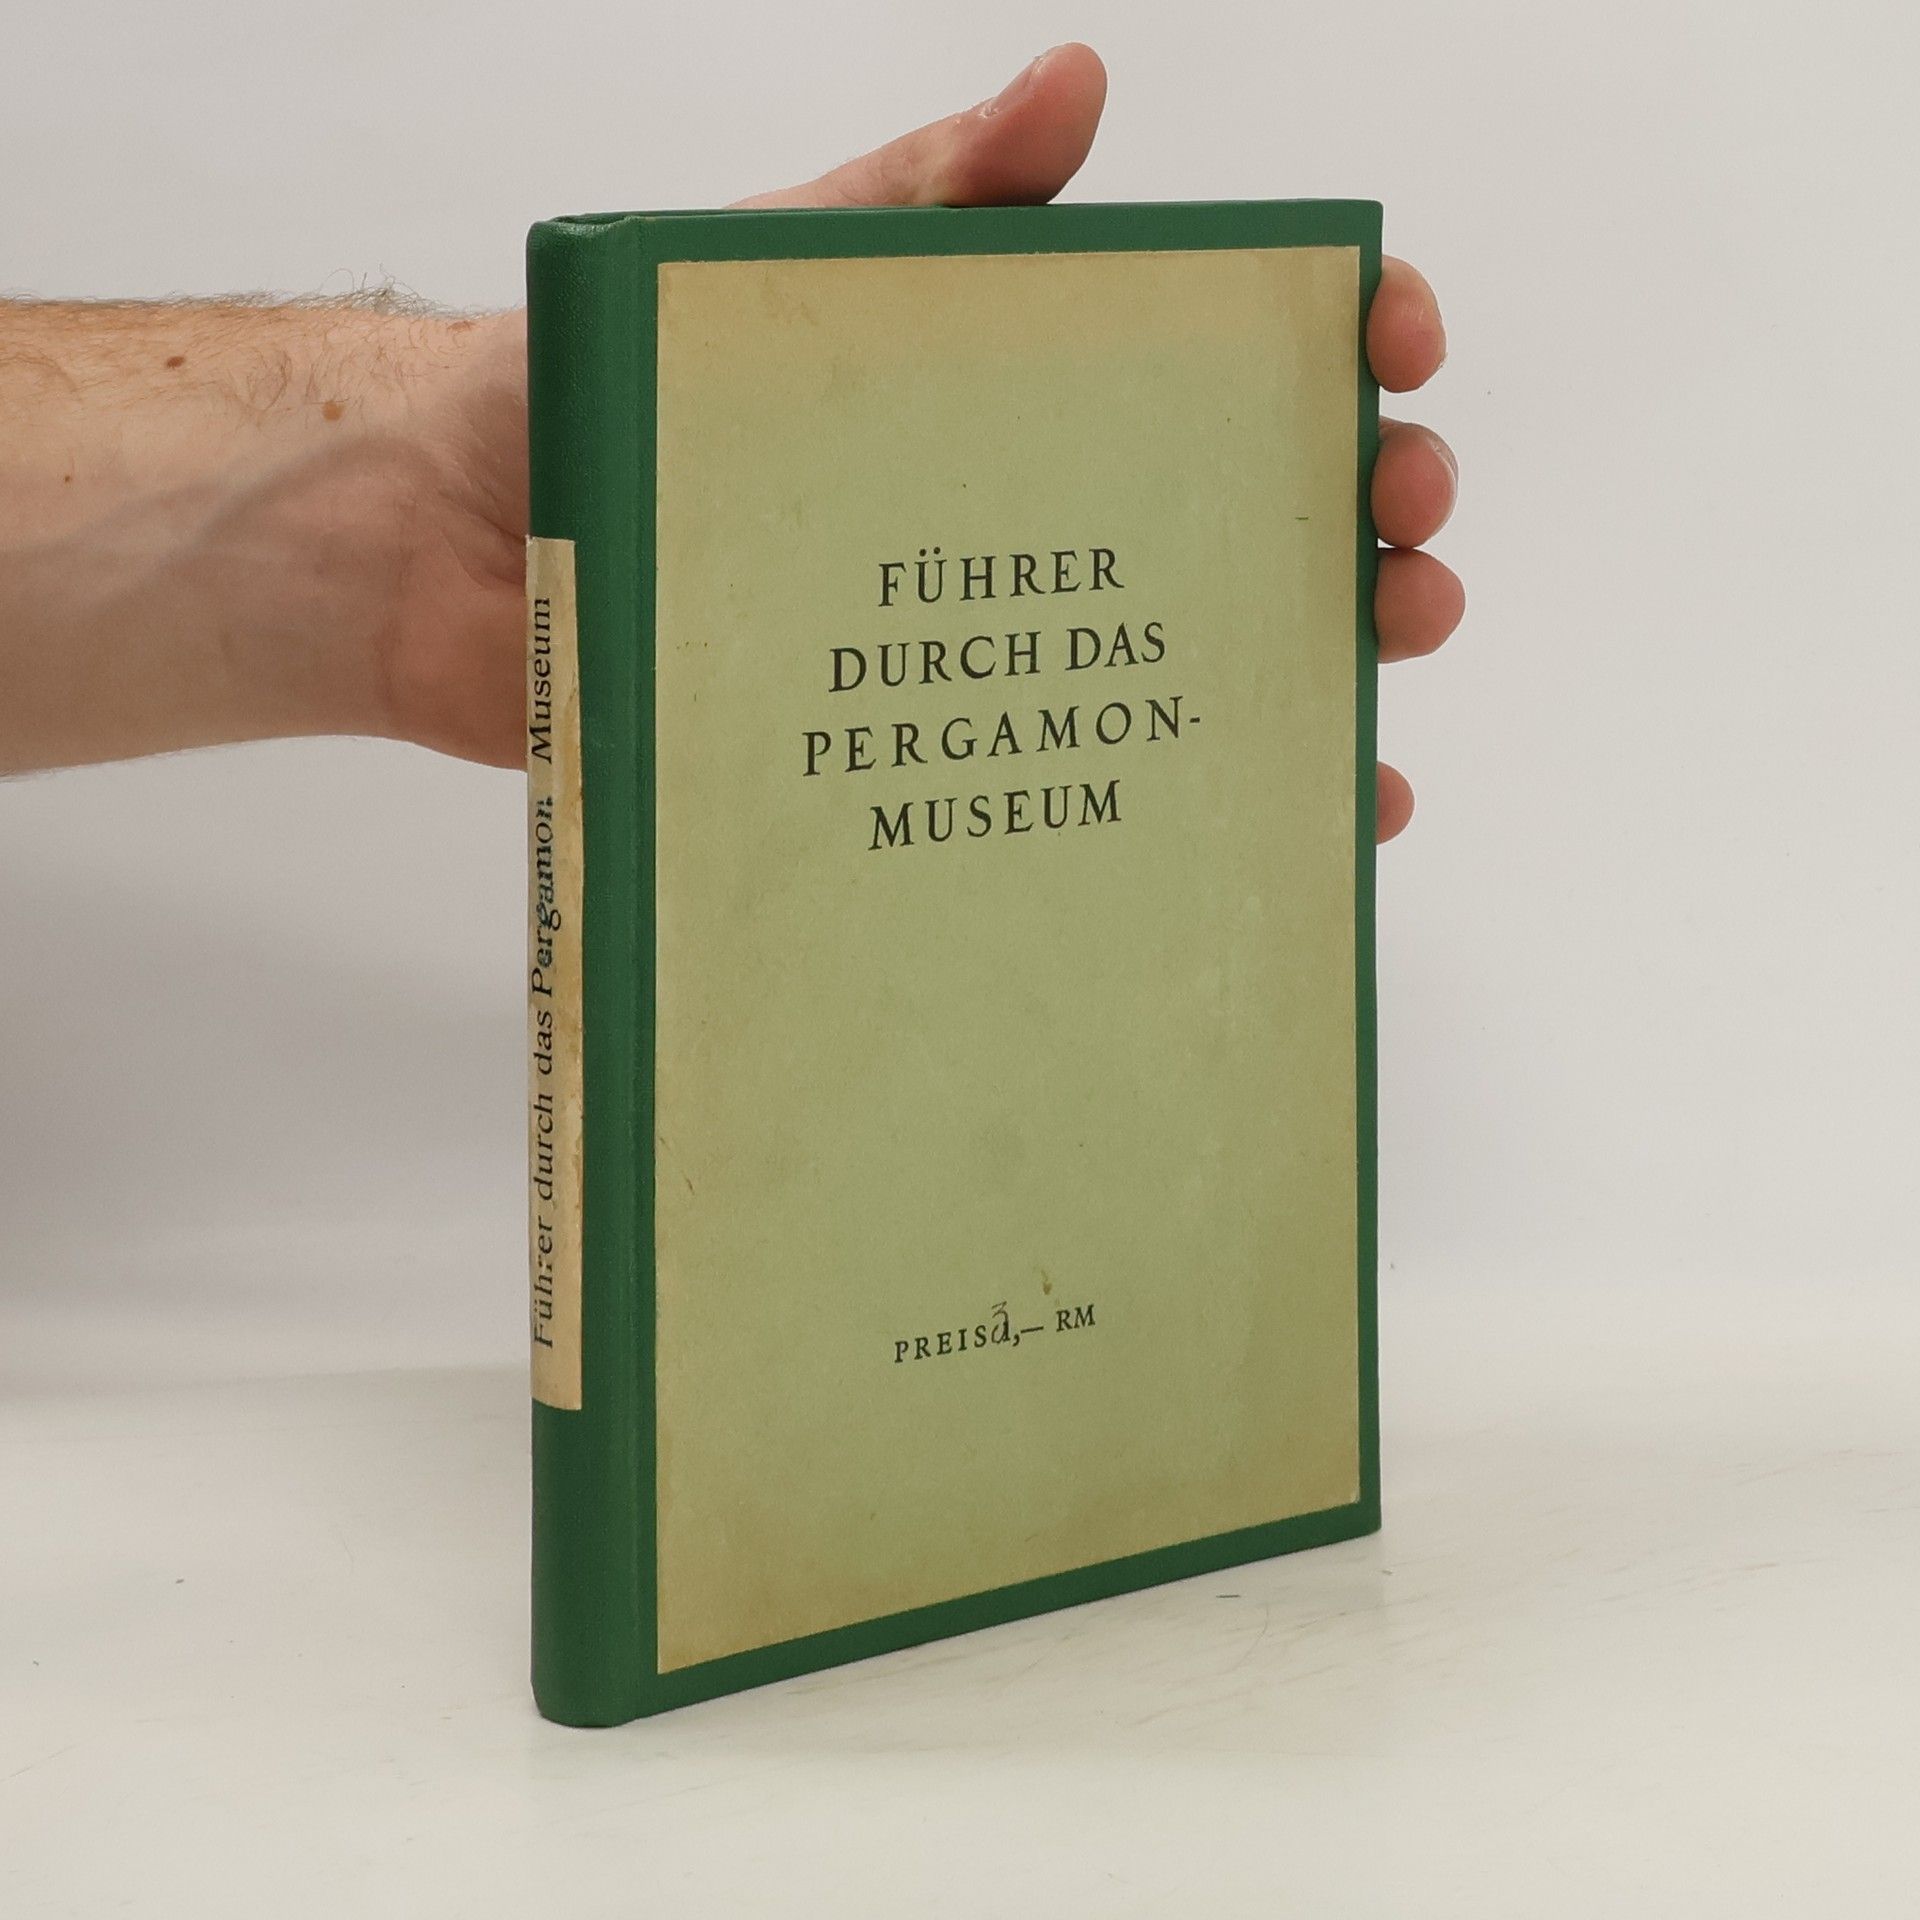 Führer durch das Pergamon Museum
FÜHRER
DURCH DAS
PERGAMON-
MUSEUM
PREIS 3,— RM